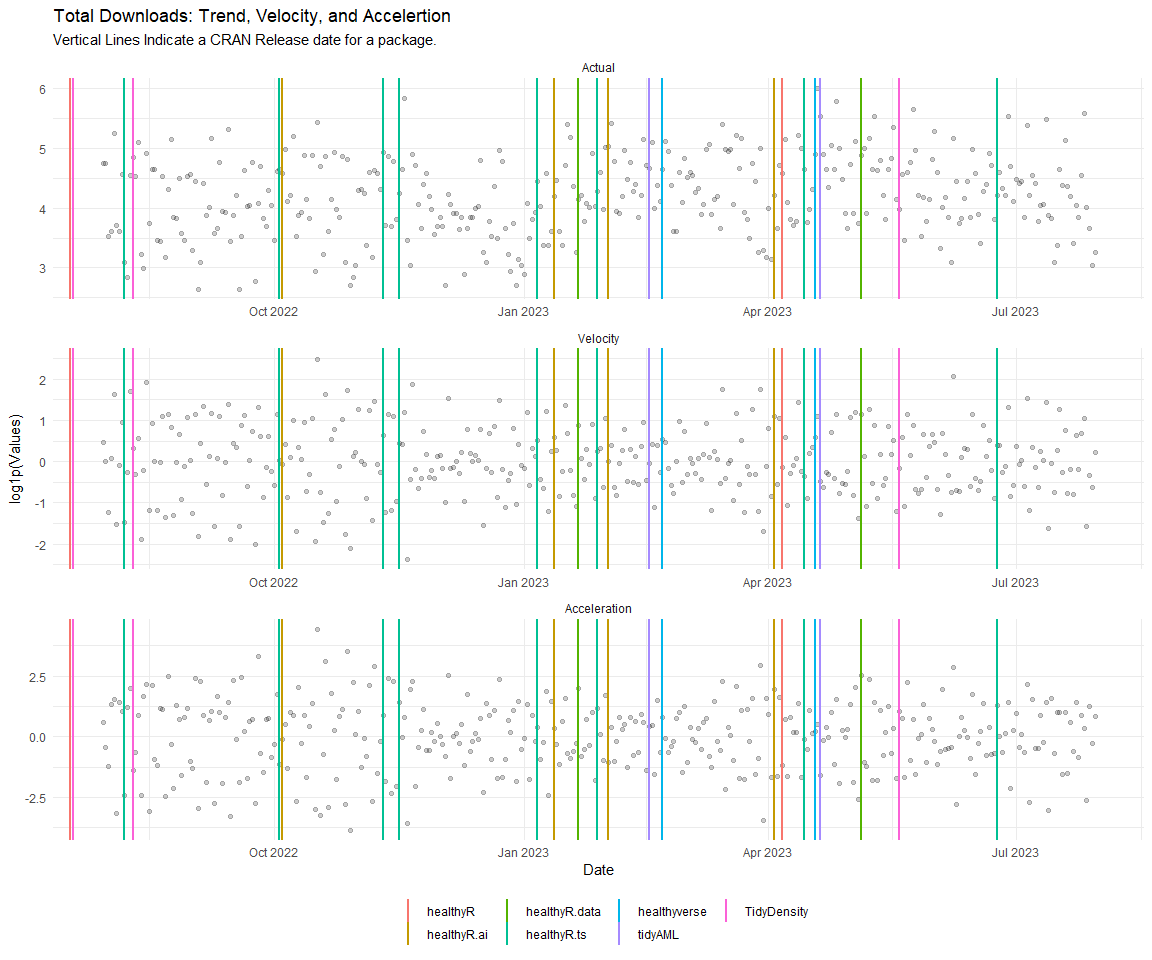 Total Downloads: Trend, Velocity, and Accelertion
Vertical Lines Indicate a CRAN Release date for a package.
Actual
6
5
4
3
Oct 2022 Jan 2023 Apr 2023 Jul 2023
Velocity
2
1
0
-1
-2
Oct 2022 Jan 2023 Apr 2023 Jul 2023
log1p(Values)
Acceleration
2.5
0.0
-2.5
Oct 2022 Jan 2023 Apr 2023 Jul 2023
Date
healthyR healthyR.data healthyverse TidyDensity
healthyR.ai healthyR.ts tidyAML